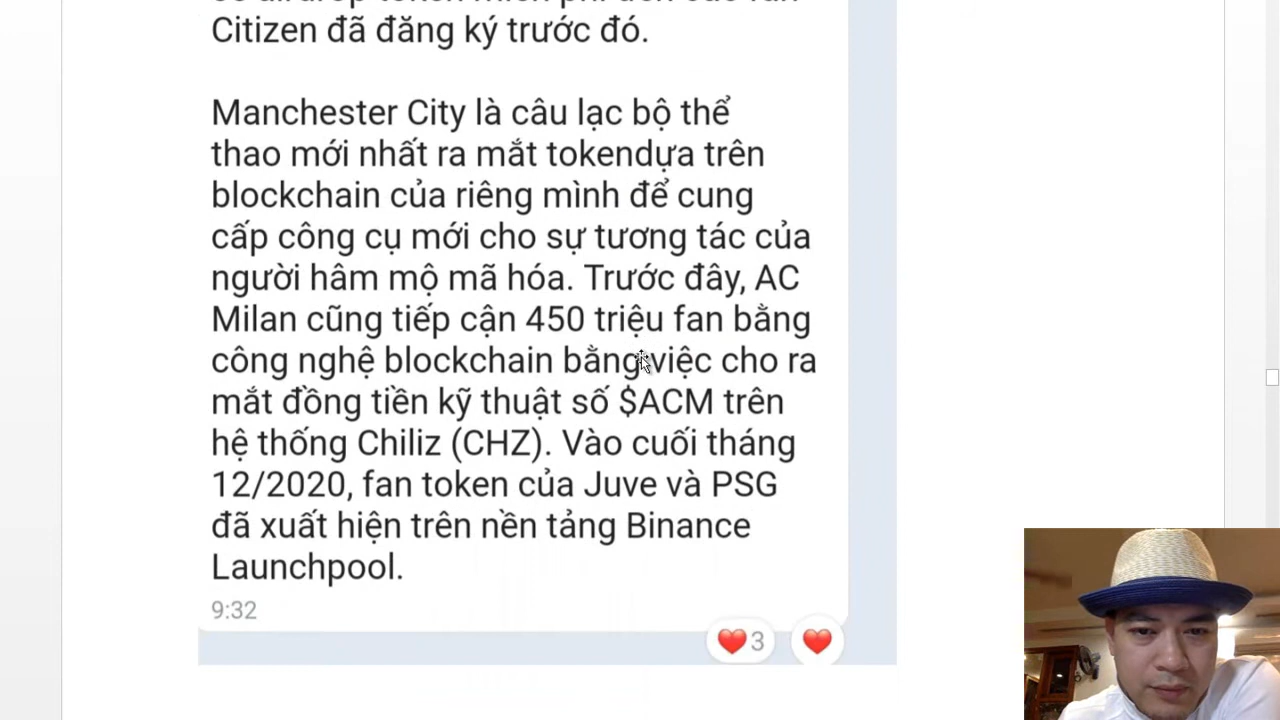 Citizen đã đăng ký trước đó.
Manchester City là câu lạc bộ thể
thao mới nhất ra mắt tokendựa trên
blockchain của riêng mình để cung
cấp công cụ mới cho sự tương tác của
người hâm mộ mã hóa. Trước đây, AC
Milan cũng tiếp cận 450 triệu fan bằng
công nghệ blockchain bằng việc cho ra
mắt đồng tiền kỹ thuật số $ACM trên
hệ thống Chiliz (CHZ). Vào cuối tháng
12/2020, fan token của Juve và PSG
đã xuất hiện trên nền tảng Binance
Launchpool.
9:32
3